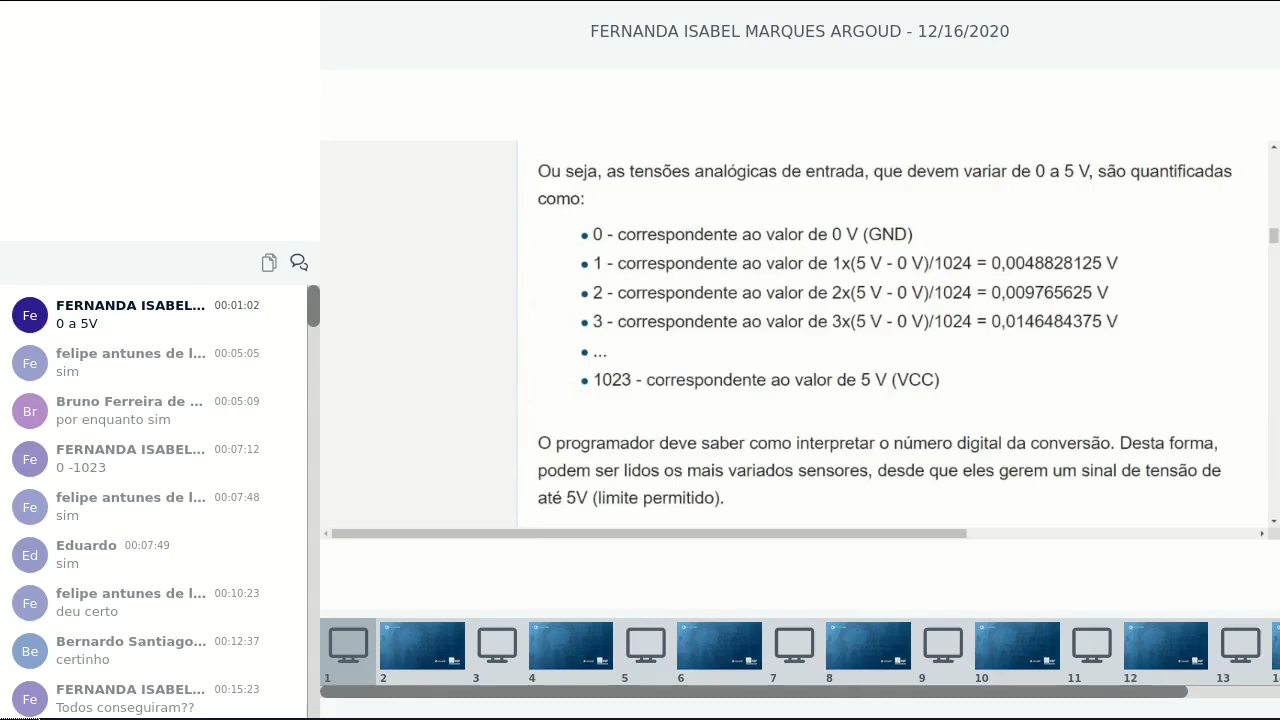 FERNANDA ISABEL MARQUES ARGOUD - 12/16/2020
Fe
FERNANDA ISABEL... 00:01:02
0 a 5V
Fe
felipe antunes de l... 00:05:05
sim
Br
Bruno Ferreira de ... 00:05:09
por enquanto sim
Fe
FERNANDA ISABEL... 00:07:12
0 -1023
Fe
felipe antunes de l... 00:07:48
sim
Ed
Eduardo 00:07:49
sim
Fe
felipe antunes de l... 00:10:23
deu certo
Be
Bernardo Santiago... 00:12:37
certinho
Fe
FERNANDA ISABEL... 00:15:23
Todos conseguiram??
Ou seja, as tensões analógicas de entrada, que devem variar de 0 a 5 V, são quantificadas
como:
• 0 - correspondente ao valor de 0 V (GND)
• 1 - correspondente ao valor de 1x(5 V - 0 V)/1024 = 0,0048828125 V
• 2 - correspondente ao valor de 2x(5 V - 0 V)/1024 = 0,009765625 V
• 3 - correspondente ao valor de 3x(5 V - 0 V)/1024 = 0,0146484375 V
• ...
• 1023 - correspondente ao valor de 5 V (VCC)
O programador deve saber como interpretar o número digital da conversão. Desta forma,
podem ser lidos os mais variados sensores, desde que eles gerem um sinal de tensão de
até 5V (limite permitido).
1 2 3 4 5 6 7 8 9 10 11 12 13